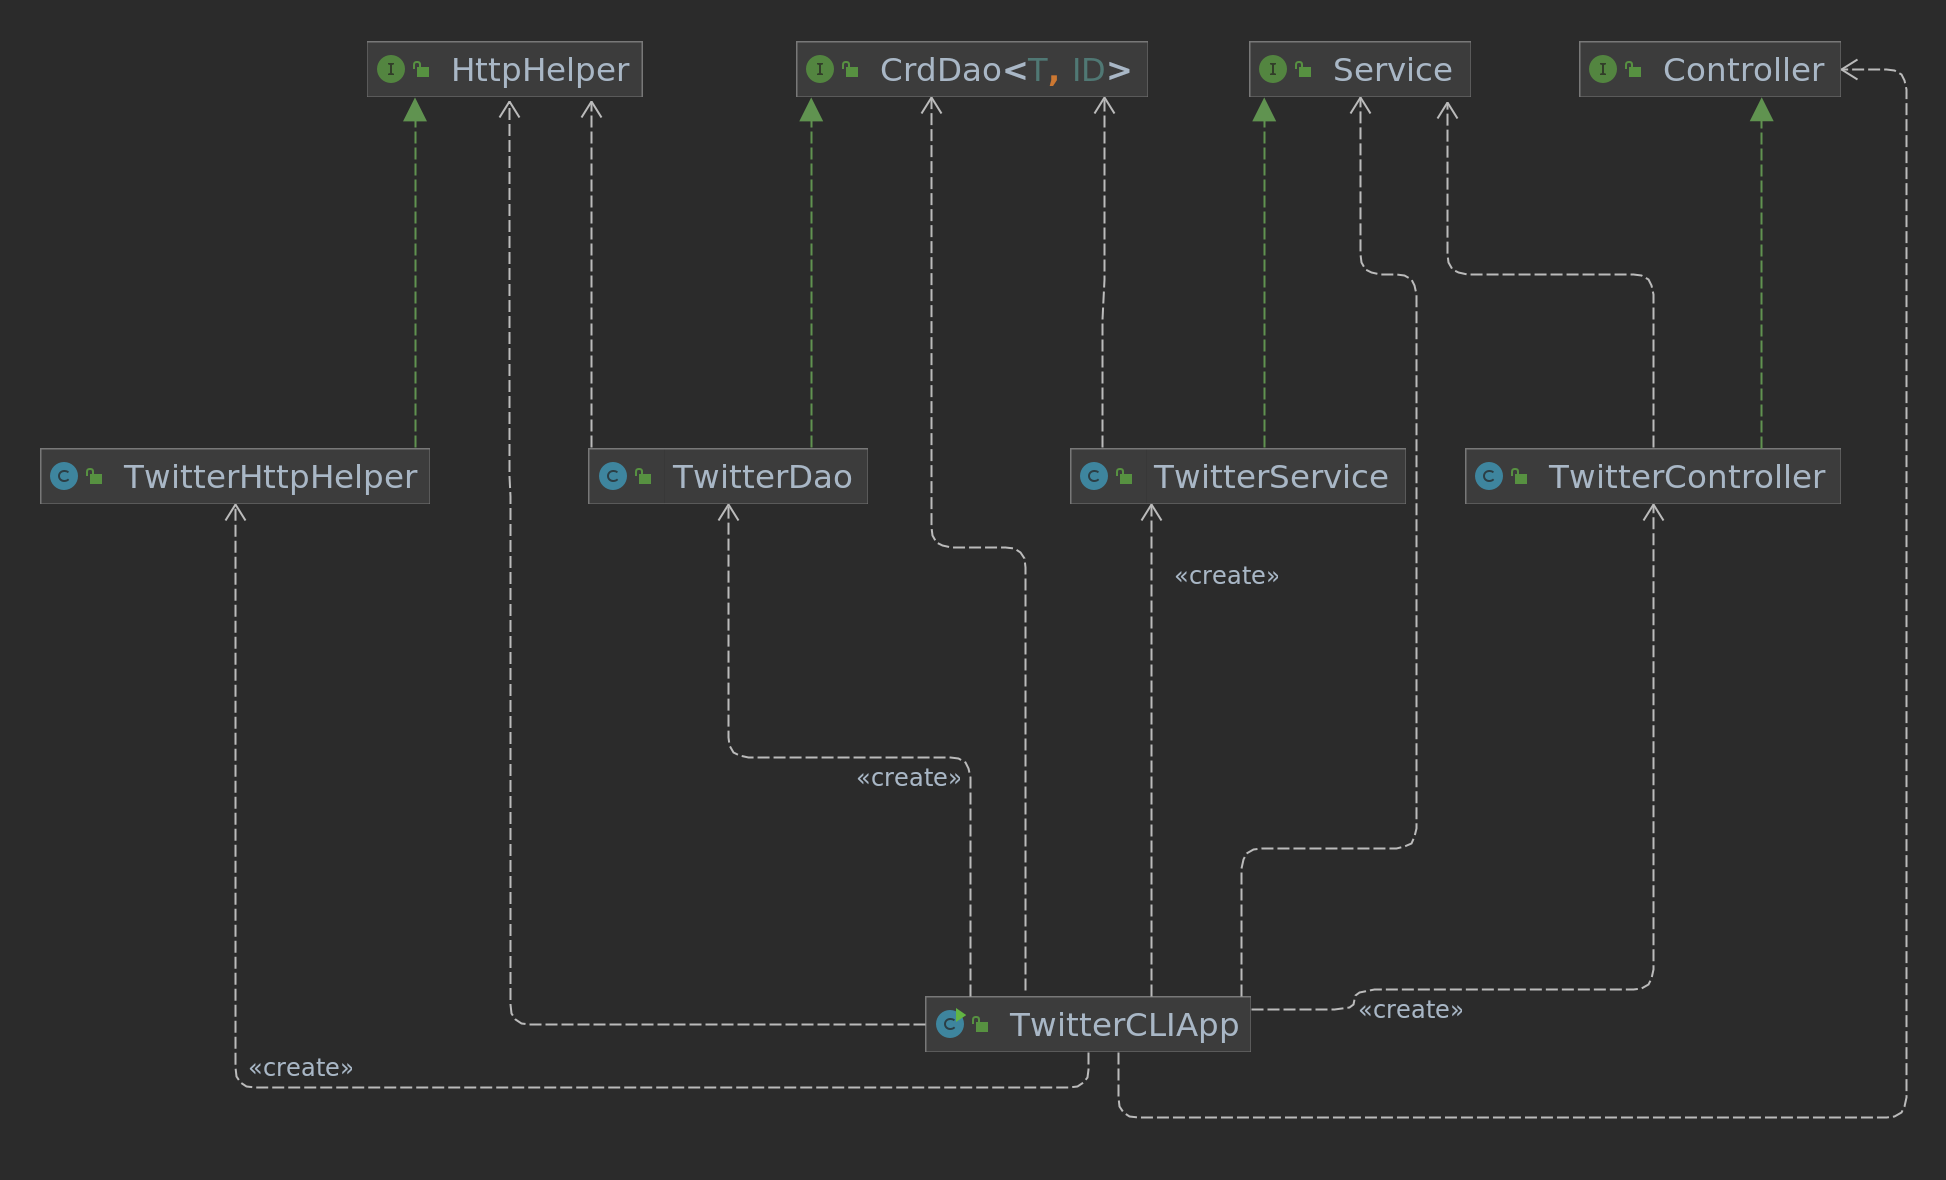 HttpHelper
CrdDao<T, ID>
Service
Controller
TwitterHttpHelper
TwitterDao
TwitterService
TwitterController
«create»
«create»
TwitterCLIApp
«create»
«create»